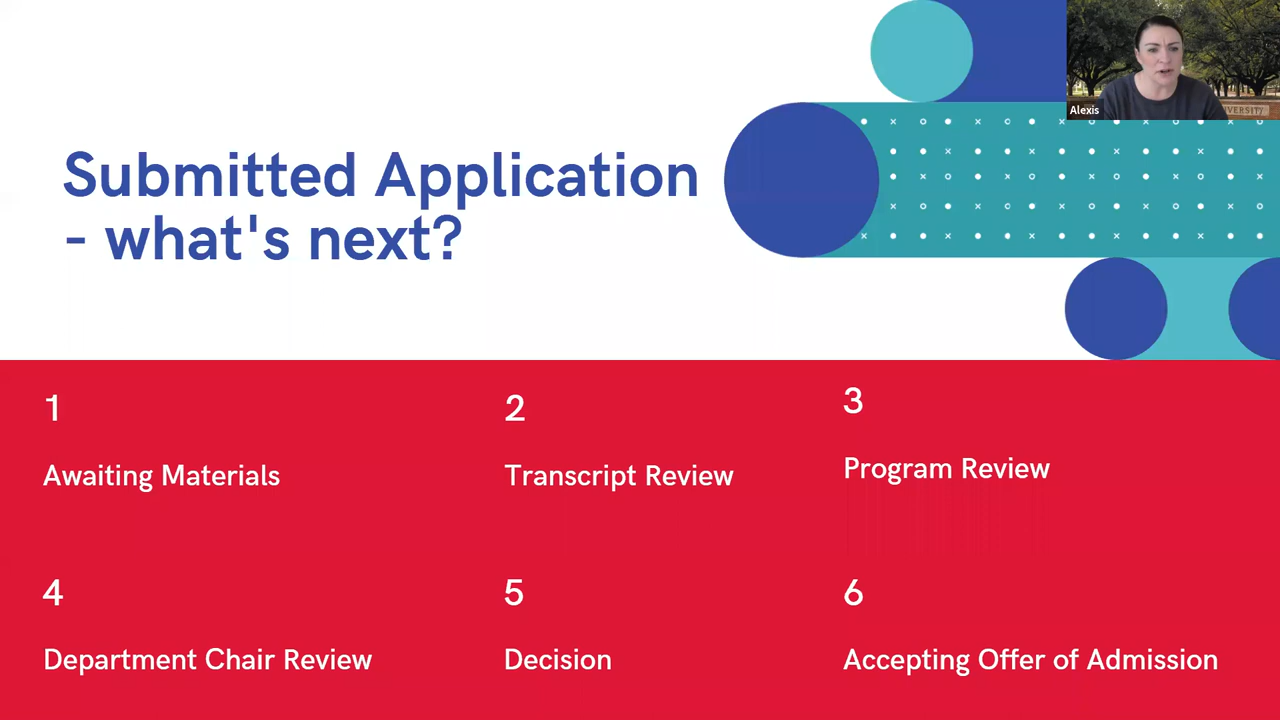 Alexis
VERSITY
Submitted Application
- what's next?
1
Awaiting Materials
2
Transcript Review
3
Program Review
4
Department Chair Review
5
Decision
6
Accepting Offer of Admission